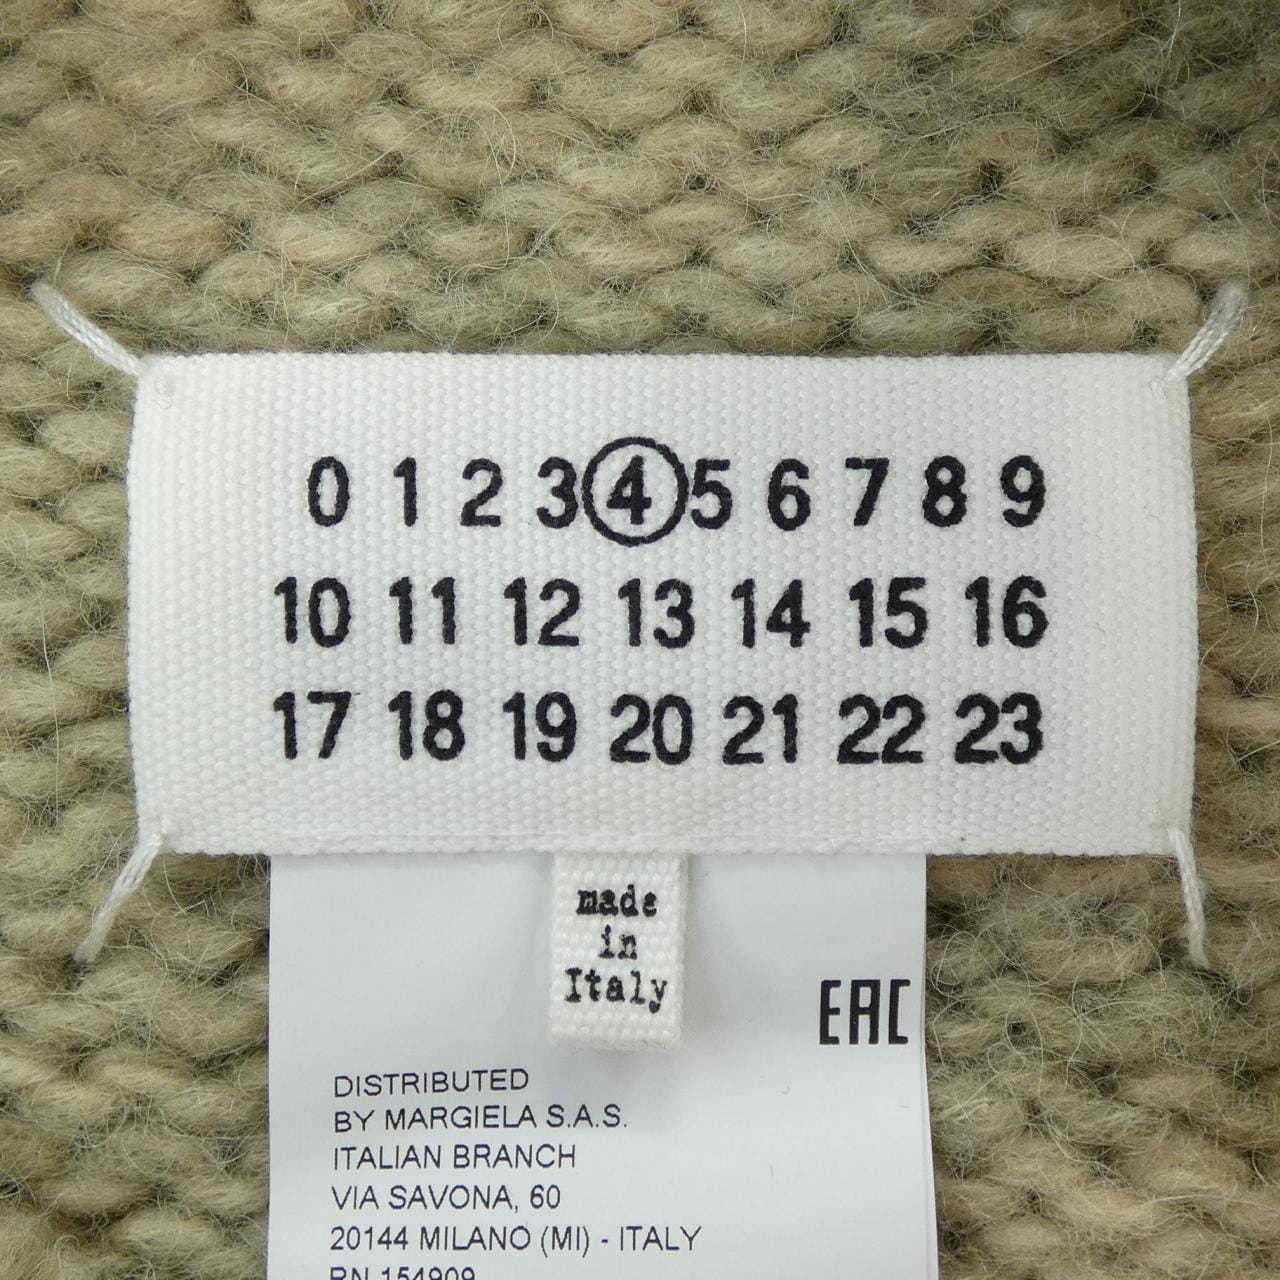 0 1 2 3 4 5 6 7 8 9
10 11 12 13 14 15 16
17 18 19 20 21 22 23
made
in
Italy
EAC
DISTRIBUTED
BY MARGIELA S.A.S.
ITALIAN BRANCH
VIA SAVONA, 60
20144 MILANO (MI) - ITALY
RN 154909